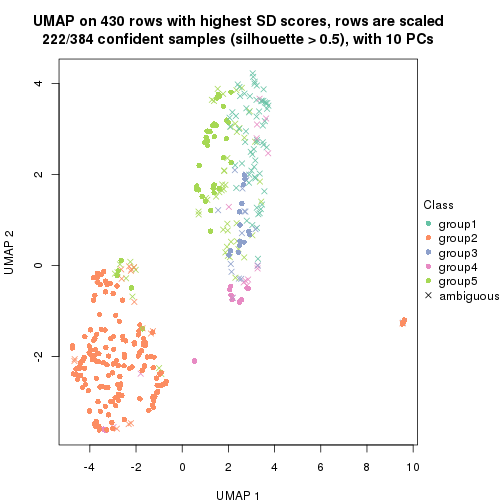 UMAP on 430 rows with highest SD scores, rows are scaled
222/384 confident samples (silhouette > 0.5), with 10 PCs
4
2
0
-2
UMAP 2
-4
-2
0
2
4
6
8
10
UMAP 1
Class
group1
group2
group3
group4
group5
ambiguous